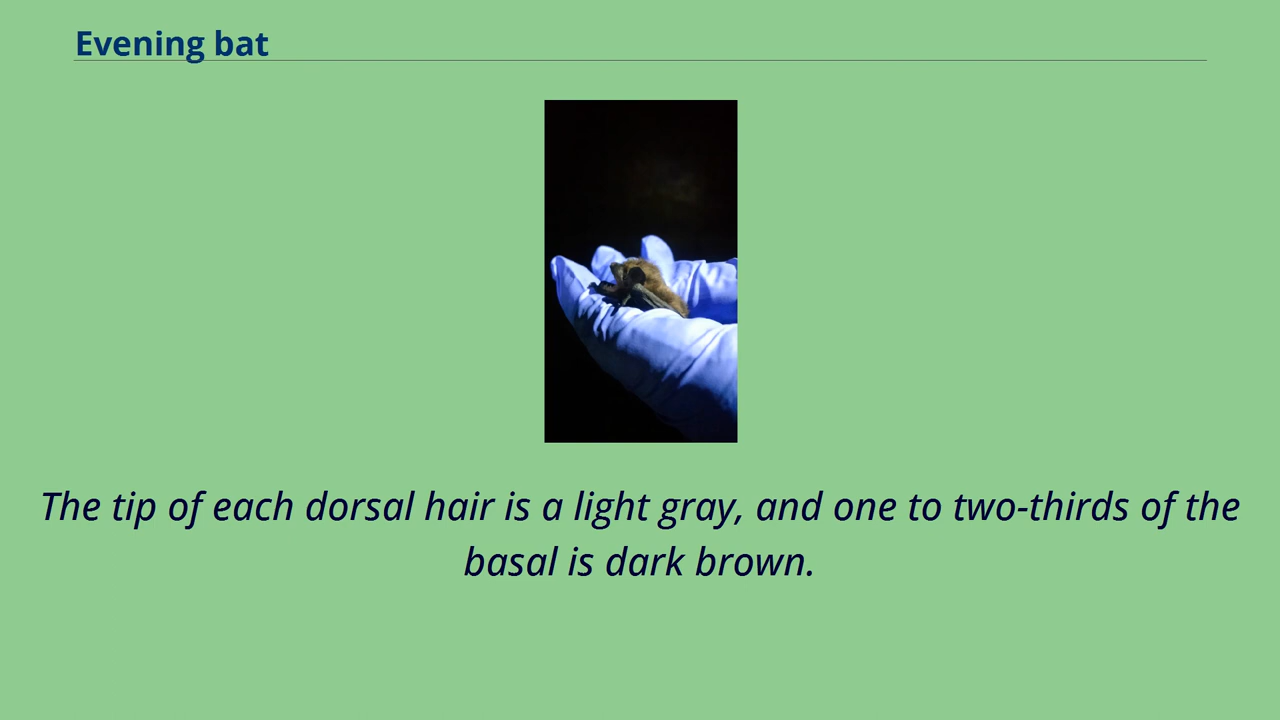 Evening bat
The tip of each dorsal hair is a light gray, and one to two-thirds of the
basal is dark brown.